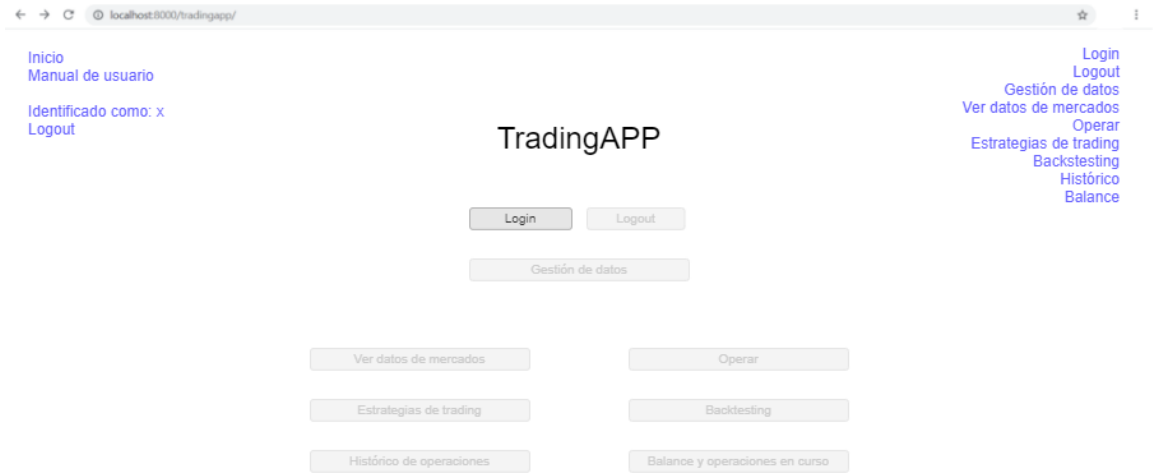 localhost:8000/tradingapp/
Inicio
Manual de usuario
Identificado como: x
Logout
Login
Logout
Gestión de datos
Ver datos de mercados
Operar
Estrategias de trading
Backstesting
Histórico
Balance
TradingAPP
Login
Logout
Gestión de datos
Ver datos de mercados
Operar
Estrategias de trading
Backtesting
Histórico de operaciones
Balance y operaciones en curso